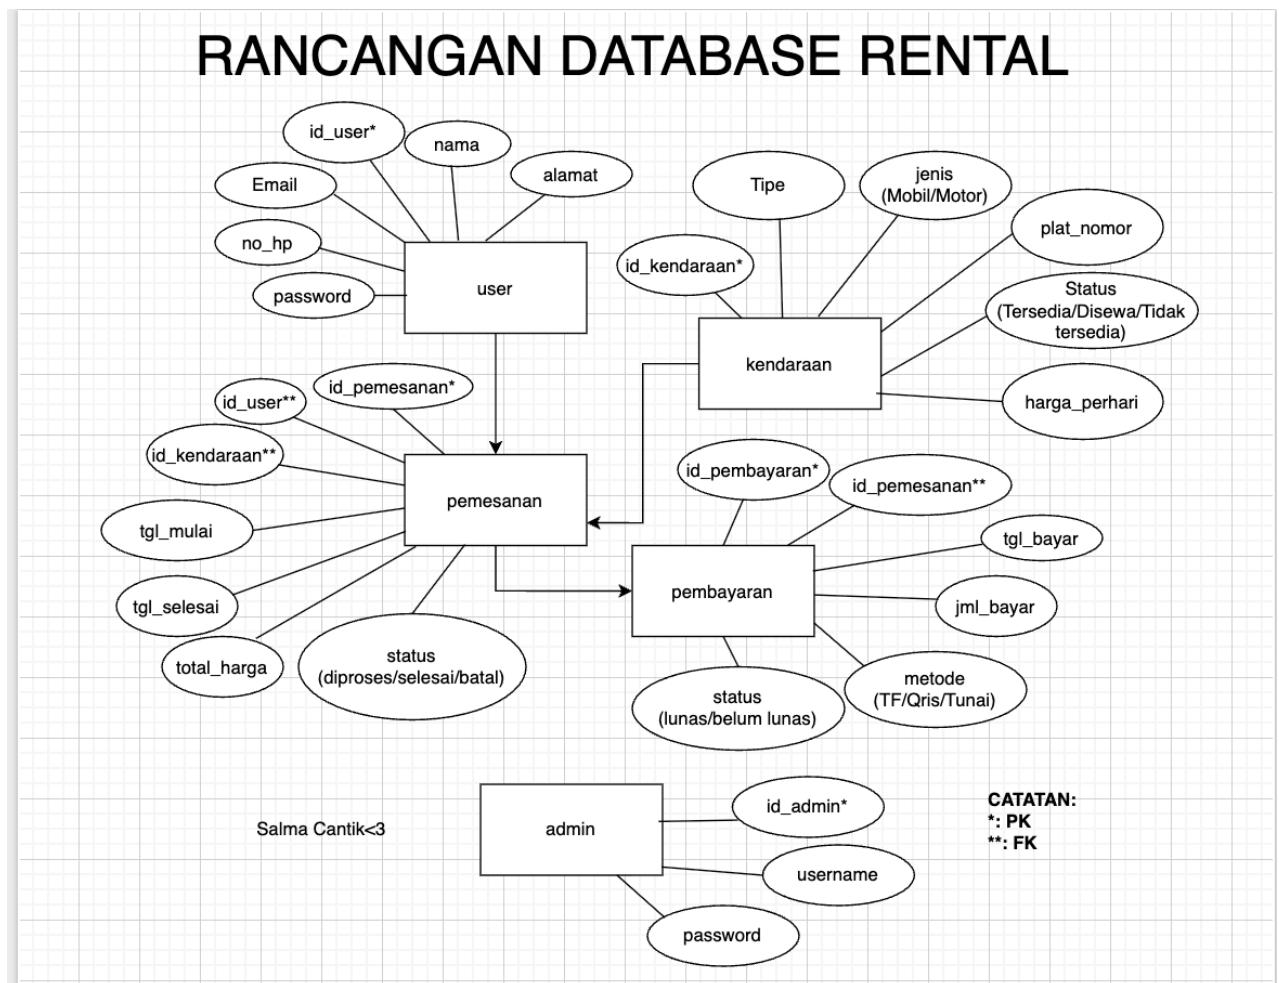 RANCANGAN DATABASE RENTAL
id_user*
nama
Email
alamat
no_hp
password
user
Tipe
jenis
(Mobil/Motor)
plat_nomor
id_kendaraan*
Status
(Tersedia/Disewa/Tidak
tersedia)
kendaraan
harga_perhari
id_pemesanan*
id_user**
id_kendaraan**
pemesanan
tgl_mulai
tgl_selesai
total_harga
status
(diproses/selesai/batal)
id_pembayaran*
id_pemesanan**
tgl_bayar
pembayaran
jml_bayar
metode
(TF/Qris/Tunai)
status
(lunas/belum lunas)
Salma Cantik<3
admin
id_admin*
username
password
CATATAN:
*: PK
**: FK